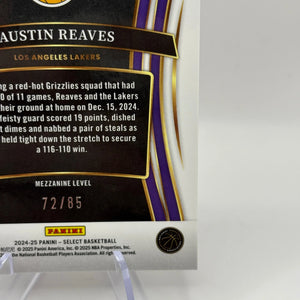 AUSTIN REAVES
LOS ANGELES LAKERS
ng a red-hot Grizzlies squad that had
0 of 11 games, Reaves and the Lakers
their ground at home on Dec. 15, 2024.
feisty guard scored 19 points, dished
t dimes and nabbed a pair of steals as
held tight down the stretch to secure
a 116-110 win.
MEZZANINE LEVEL
72/85
PANINI
2024-25 PANINI - SELECT BASKETBALL
© 2025 Panini America, Inc. © 2025 NBA Properties, Inc.
the National Basketball Players Association. All rights reserved.